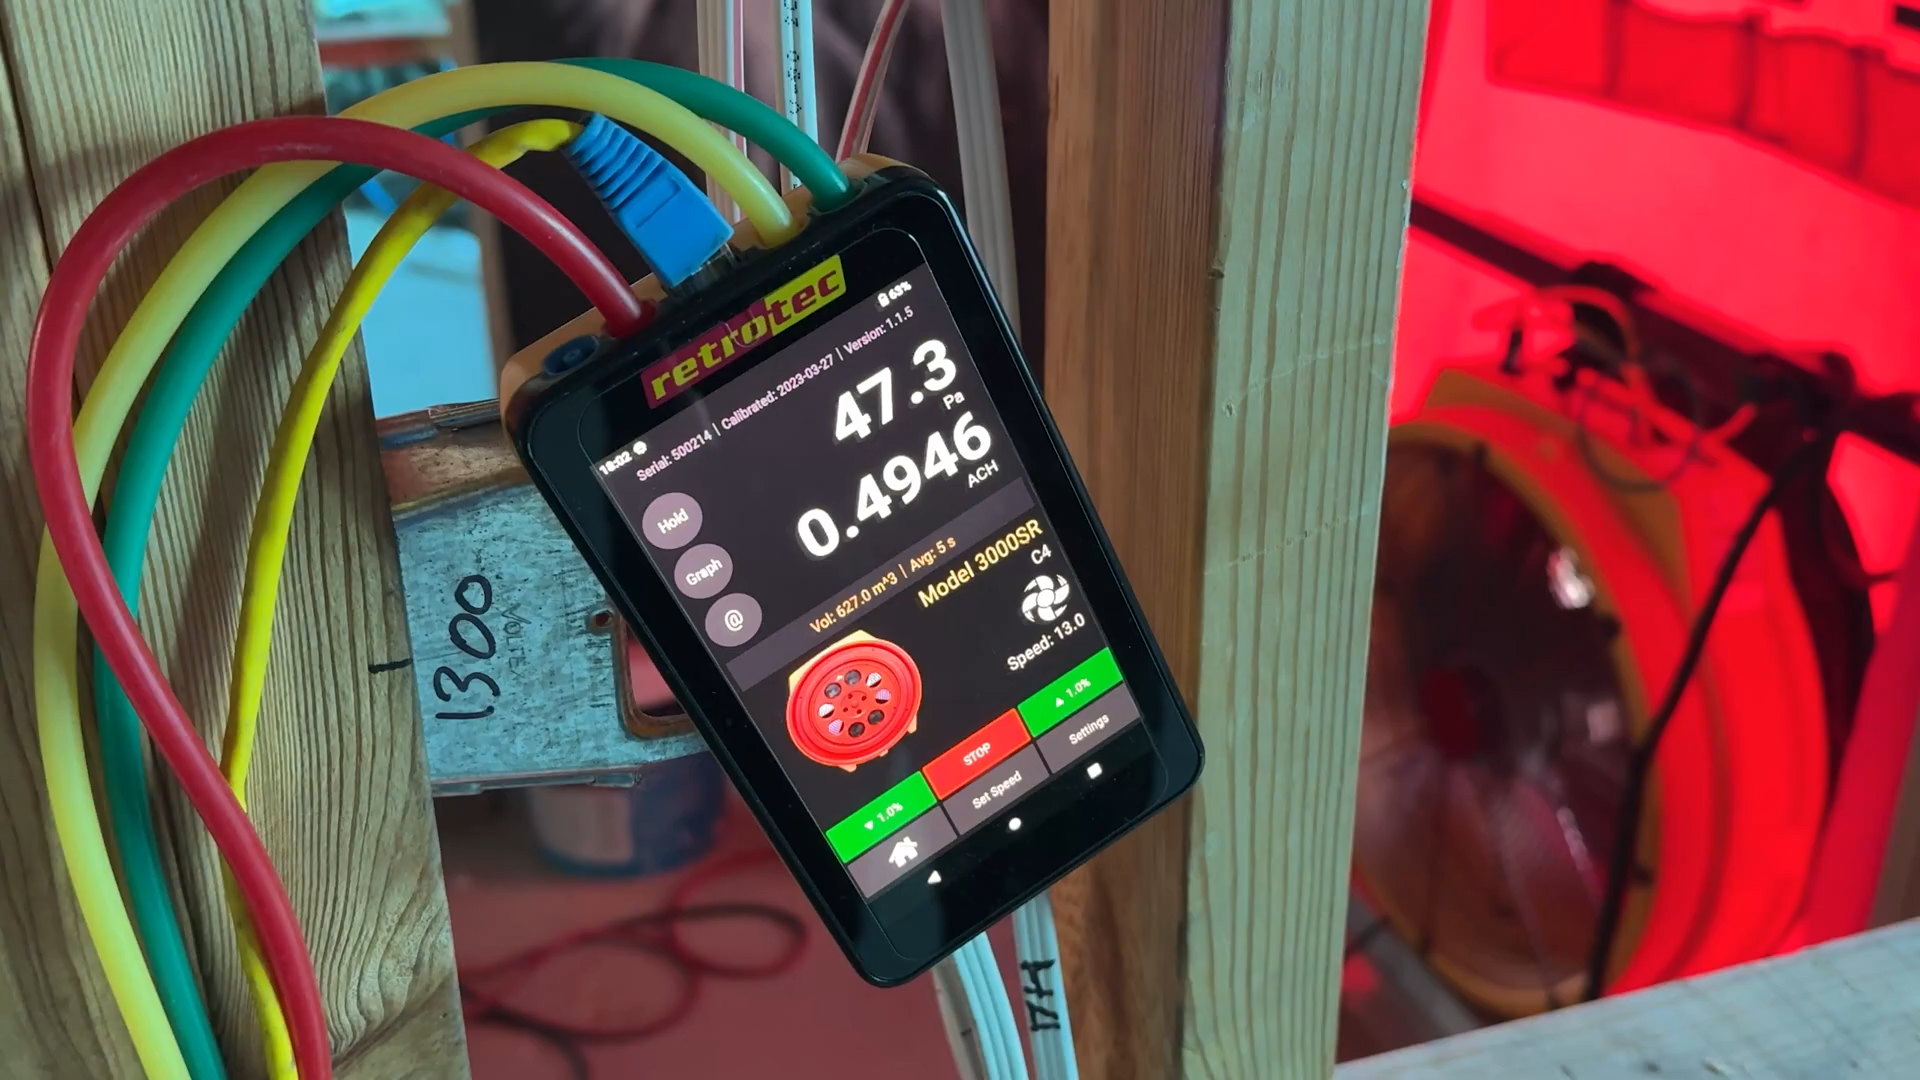 retrotec
18:02 63%
Serial: 500214 | Calibrated: 2023-03-27 | Version: 1.1.5
47.3
Pa
Hold
0.4946
ACH
Graph
@
Vol: 627.0 m^3 | Avg: 5 s
Model 3000SR
C4
Speed: 13.0
▼ 1.0%
STOP
▲ 1.0%
Set Speed
Settings
1300
H4